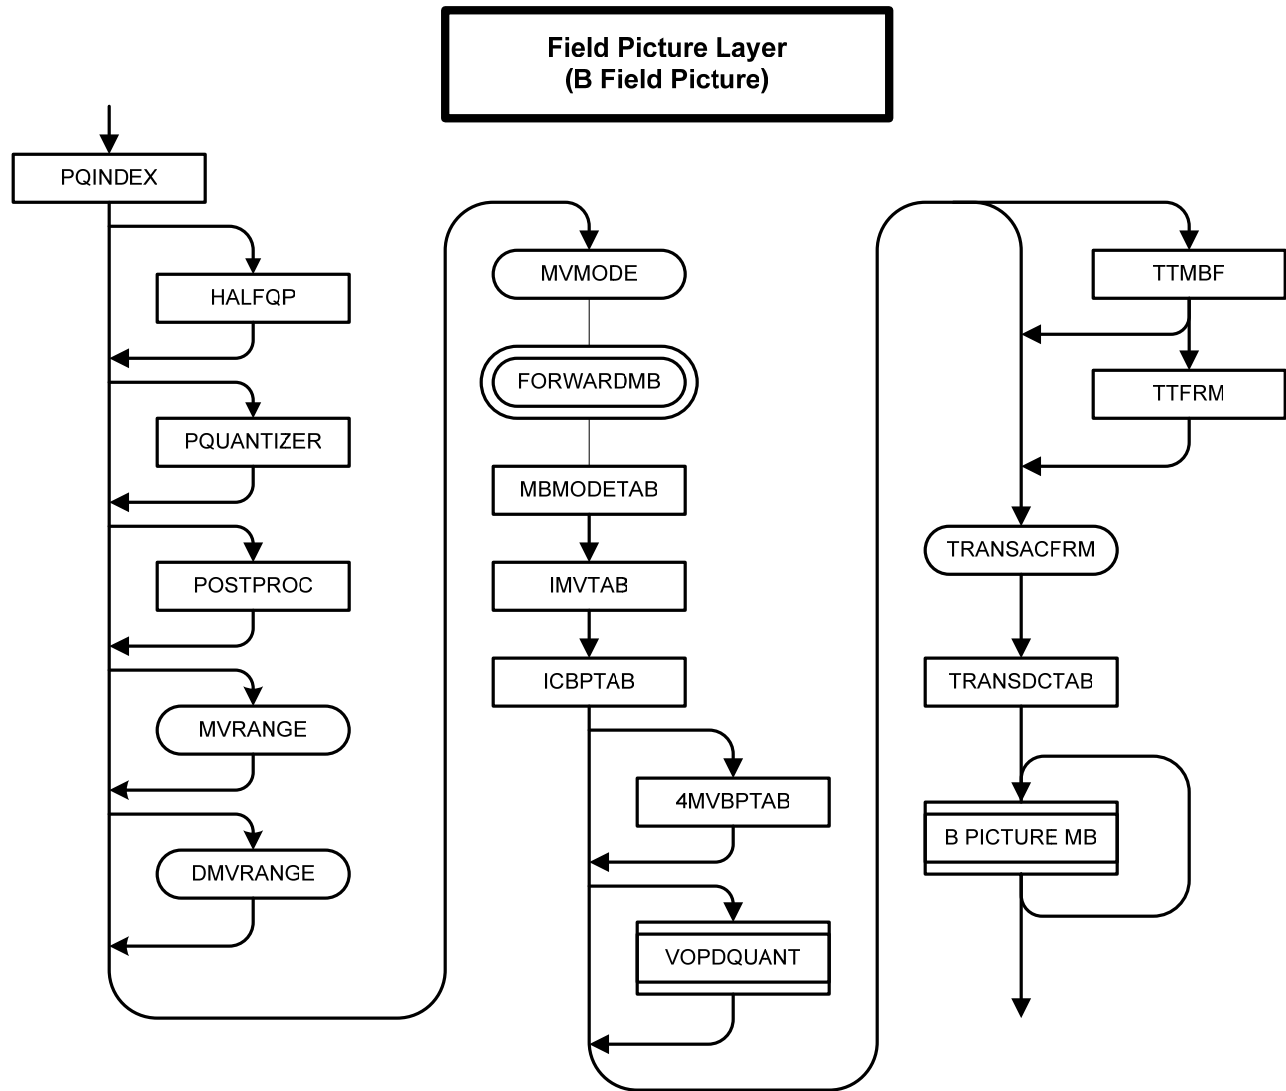 Field Picture Layer
(B Field Picture)
PQINDEX
HALFQP
PQUANTIZER
POSTPROC
MVRANGE
DMVRANGE
MVMODE
FORWARDMB
MBMODETAB
IMVTAB
ICBPTAB
4MVBPTAB
VOPDQUANT
TTMBF
TTFRM
TRANSACFRM
TRANSDCTAB
B PICTURE MB